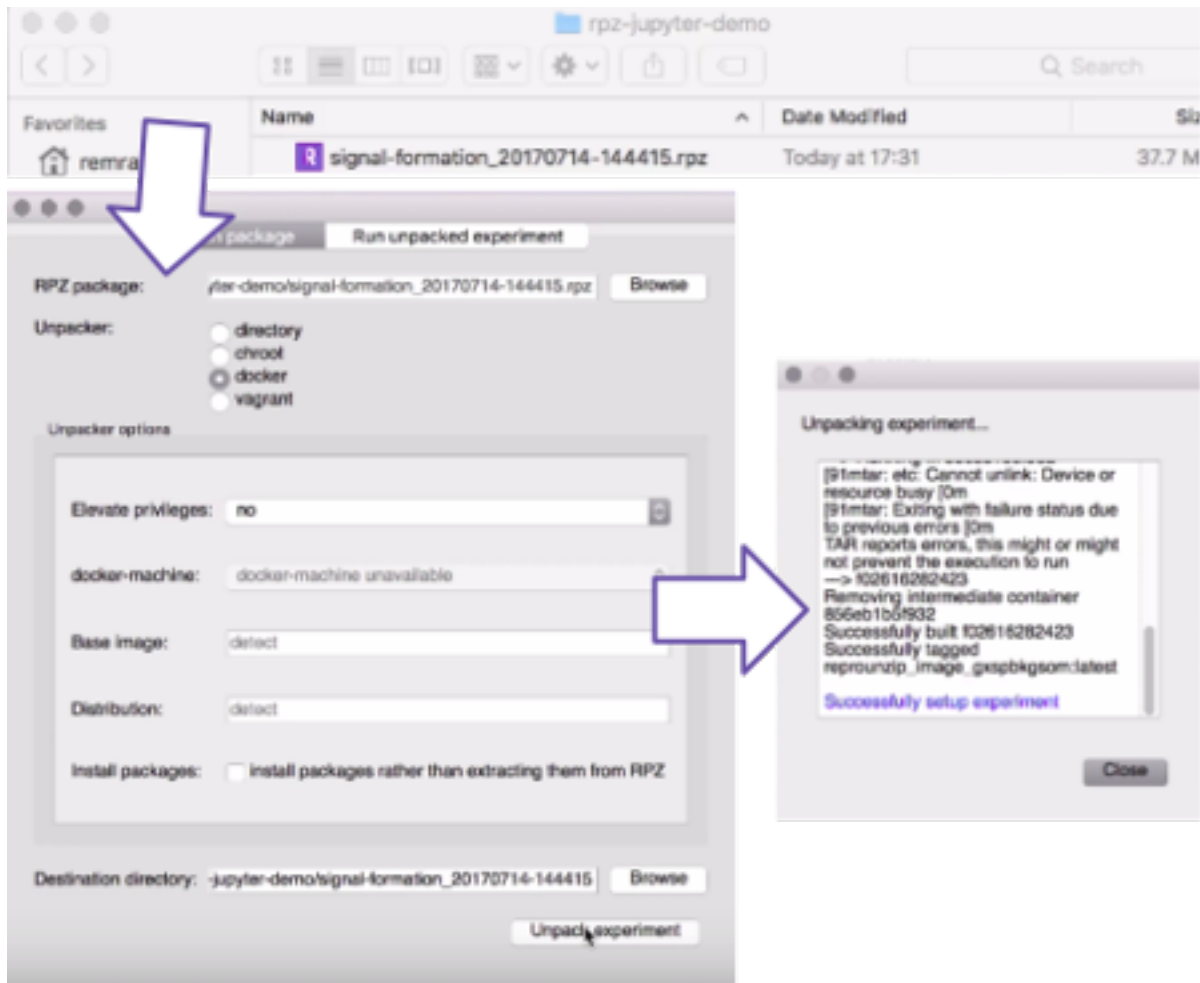 rpz-jupyter-demo
Search
Favorites
Name
Date Modified
remra
signal-formation_20170714-144415.rpz
Today at 17:31
37.7 M
package
Run unpacked experiment
RPZ package:
yter-demo/signal-formation_20170714-144415.rpz
Browse
Unpacker:
directory
chroot
docker
vagrant
Unpacker options
Elevate privileges:
no
docker-machine:
docker-machine unavailable
Base image:
detect
Distribution:
detect
Install packages:
install packages rather than extracting them from RPZ
Destination directory:
-jupyter-demo/signal-formation_20170714-144415
Browse
Unpack experiment
Unpacking experiment...
[91mtar: etc: Cannot unlink: Device or
resource busy [0m
[91mtar: Exiting with failure status due
to previous errors [0m
TAR reports errors, this might or might
not prevent the execution to run
---> f02616282423
Removing intermediate container
856eb1b5f932
Successfully built f02616282423
Successfully tagged
reprounzip_image_gxspbkgsom:latest
Successfully setup experiment
Close